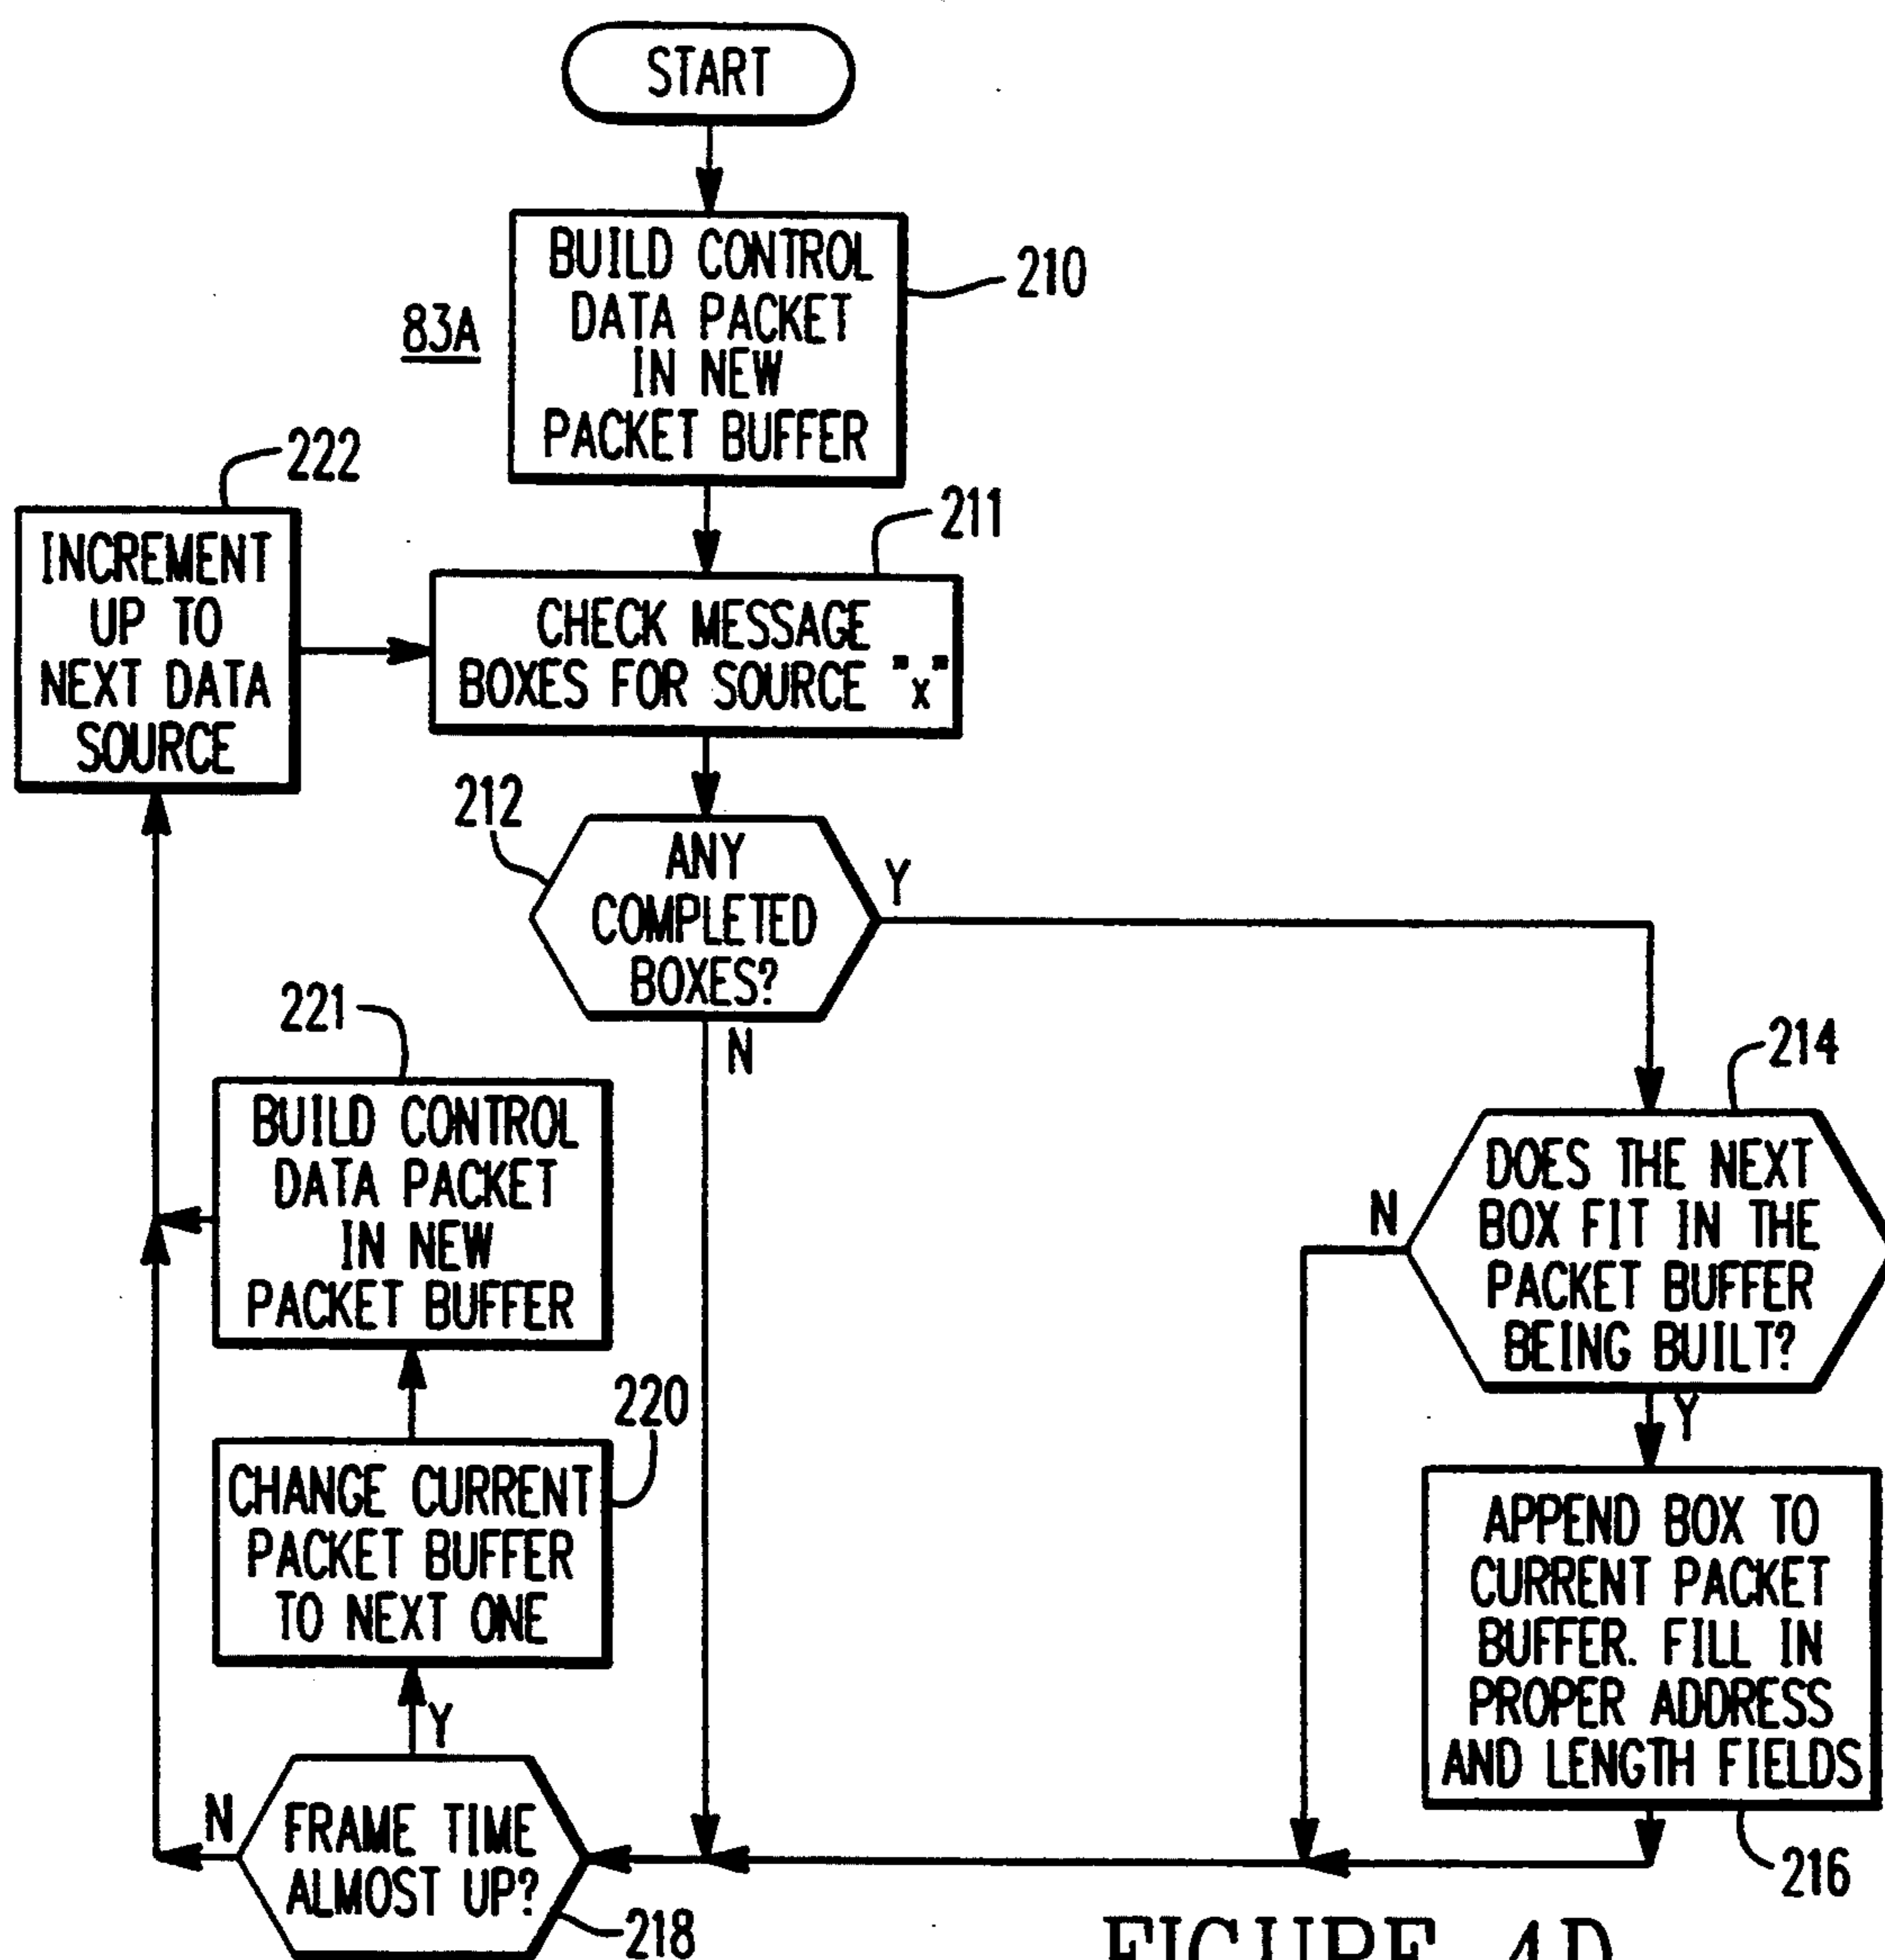 START
BUILD CONTROL
DATA PACKET
IN NEW
PACKET BUFFER
210
83A
222
INCREMENT
UP TO
NEXT DATA
SOURCE
211
CHECK MESSAGE
BOXES FOR SOURCE "x"
212
ANY
COMPLETED
BOXES?
Y
N
221
BUILD CONTROL
DATA PACKET
IN NEW
PACKET BUFFER
214
DOES THE NEXT
BOX FIT IN THE
PACKET BUFFER
BEING BUILT?
N
Y
220
CHANGE CURRENT
PACKET BUFFER
TO NEXT ONE
APPEND BOX TO
CURRENT PACKET
BUFFER. FILL IN
PROPER ADDRESS
AND LENGTH FIELDS
216
Y
N
FRAME TIME
ALMOST UP?
218
FIGURE 4D